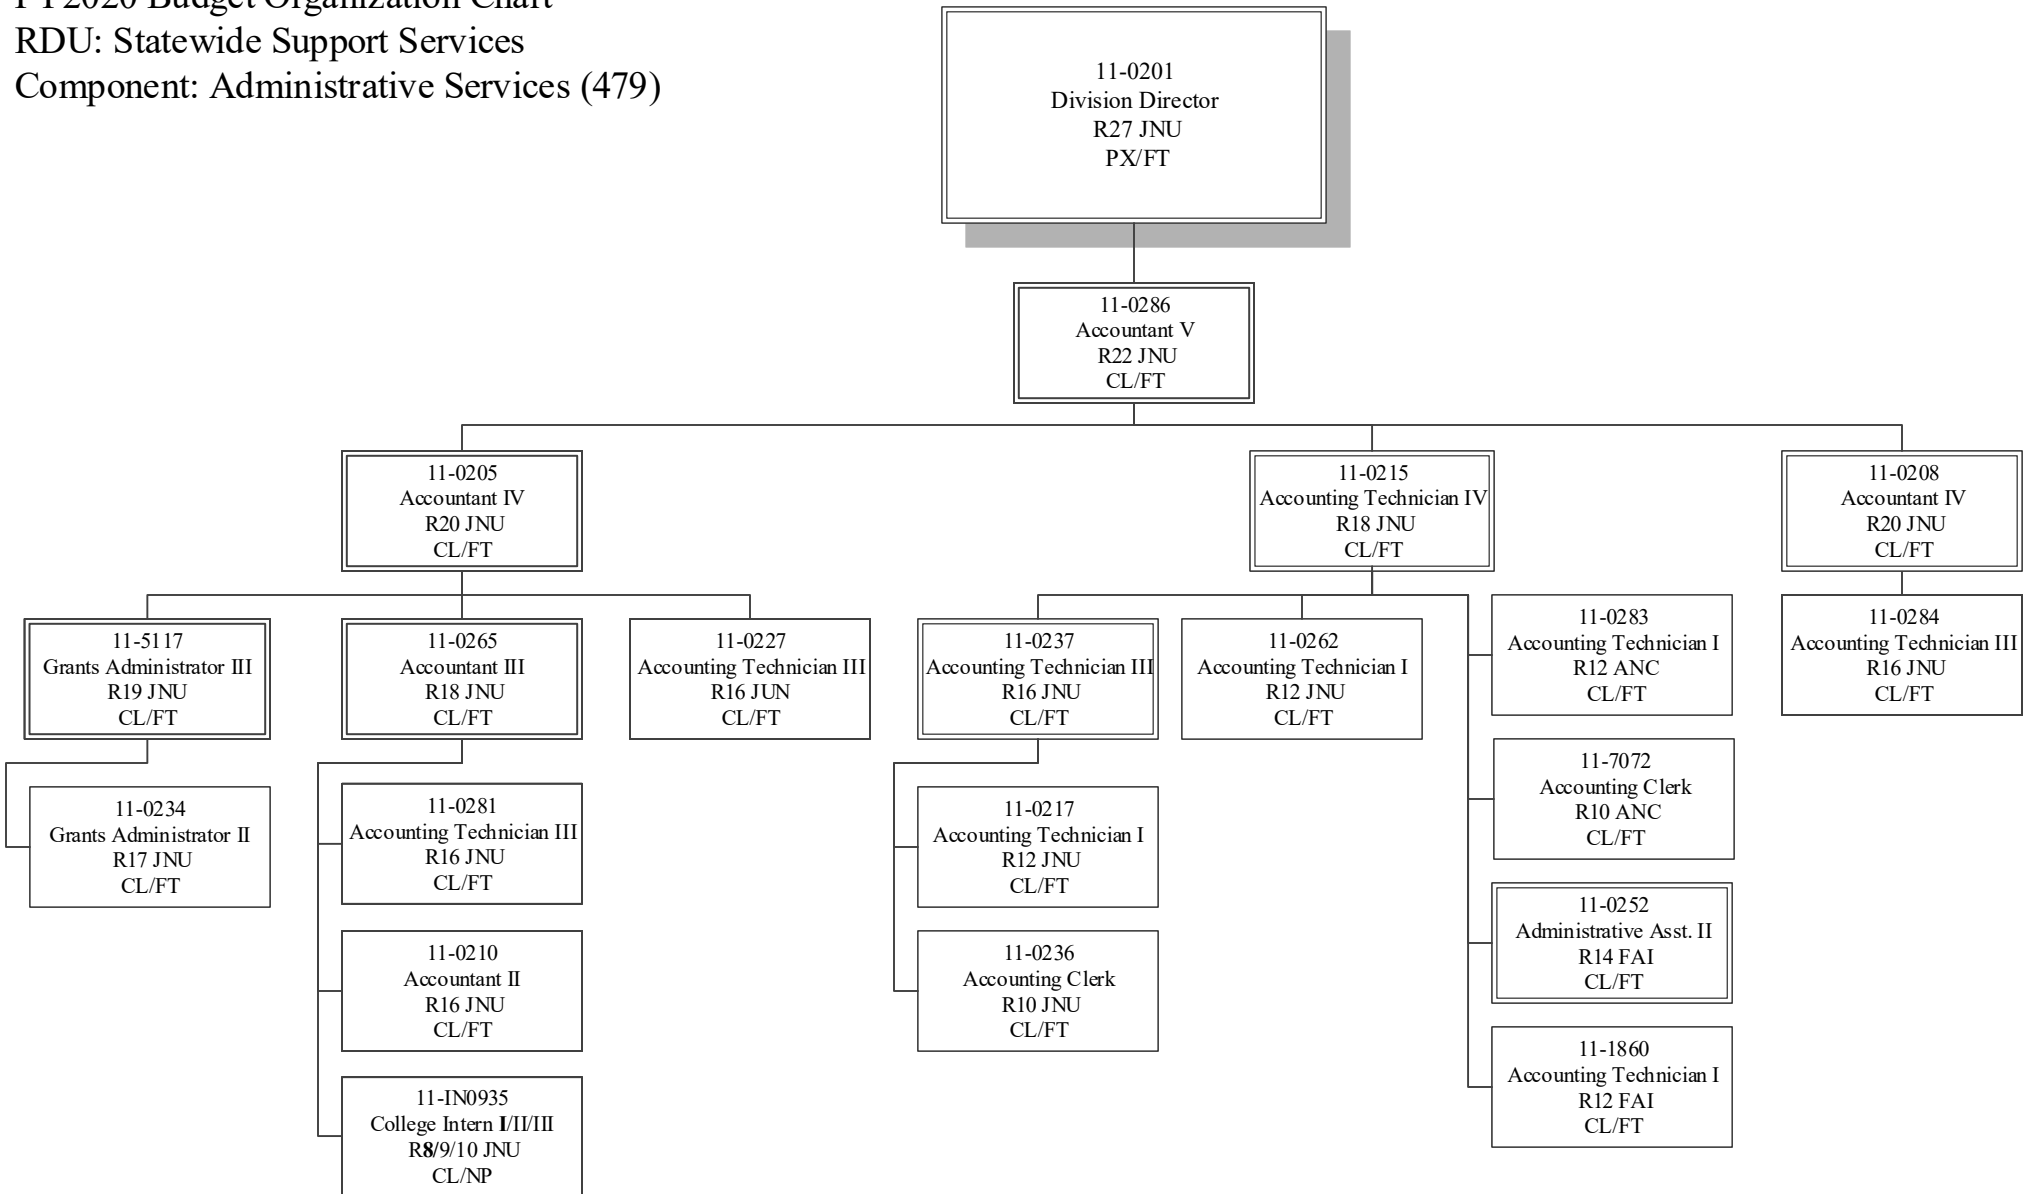 FY2020 Budget Organization Chart
RDU: Statewide Support Services
Component: Administrative Services (479)
11-0201
Division Director
R27 JNU
PX/FT
11-0286
Accountant V
R22 JNU
CL/FT
11-0205
Accountant IV
R20 JNU
CL/FT
11-0215
Accounting Technician IV
R18 JNU
CL/FT
11-0208
Accountant IV
R20 JNU
CL/FT
11-5117
Grants Administrator III
R19 JNU
CL/FT
11-0265
Accountant III
R18 JNU
CL/FT
11-0227
Accounting Technician III
R16 JUN
CL/FT
11-0237
Accounting Technician III
R16 JNU
CL/FT
11-0262
Accounting Technician I
R12 JNU
CL/FT
11-0283
Accounting Technician I
R12 ANC
CL/FT
11-0284
Accounting Technician III
R16 JNU
CL/FT
11-0234
Grants Administrator II
R17 JNU
CL/FT
11-0281
Accounting Technician III
R16 JNU
CL/FT
11-0217
Accounting Technician I
R12 JNU
CL/FT
11-7072
Accounting Clerk
R10 ANC
CL/FT
11-0210
Accountant II
R16 JNU
CL/FT
11-0236
Accounting Clerk
R10 JNU
CL/FT
11-0252
Administrative Asst. II
R14 FAI
CL/FT
11-IN0935
College Intern I/II/III
R8/9/10 JNU
CL/NP
11-1860
Accounting Technician I
R12 FAI
CL/FT